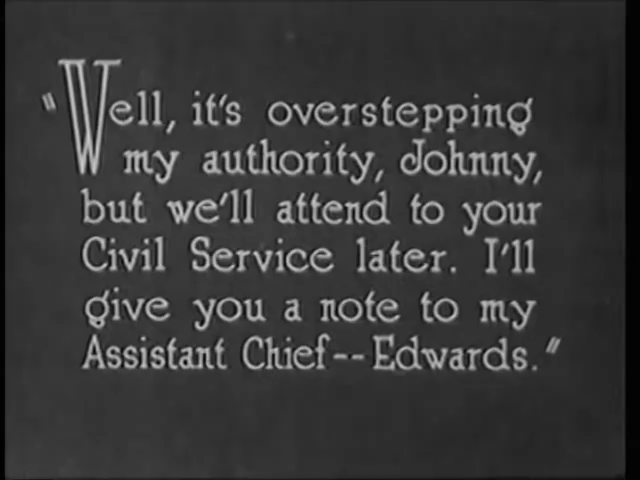 "Well, it's overstepping
my authority, Johnny,
but we'll attend to your
Civil Service later. I'll
give you a note to my
Assistant Chief--Edwards."